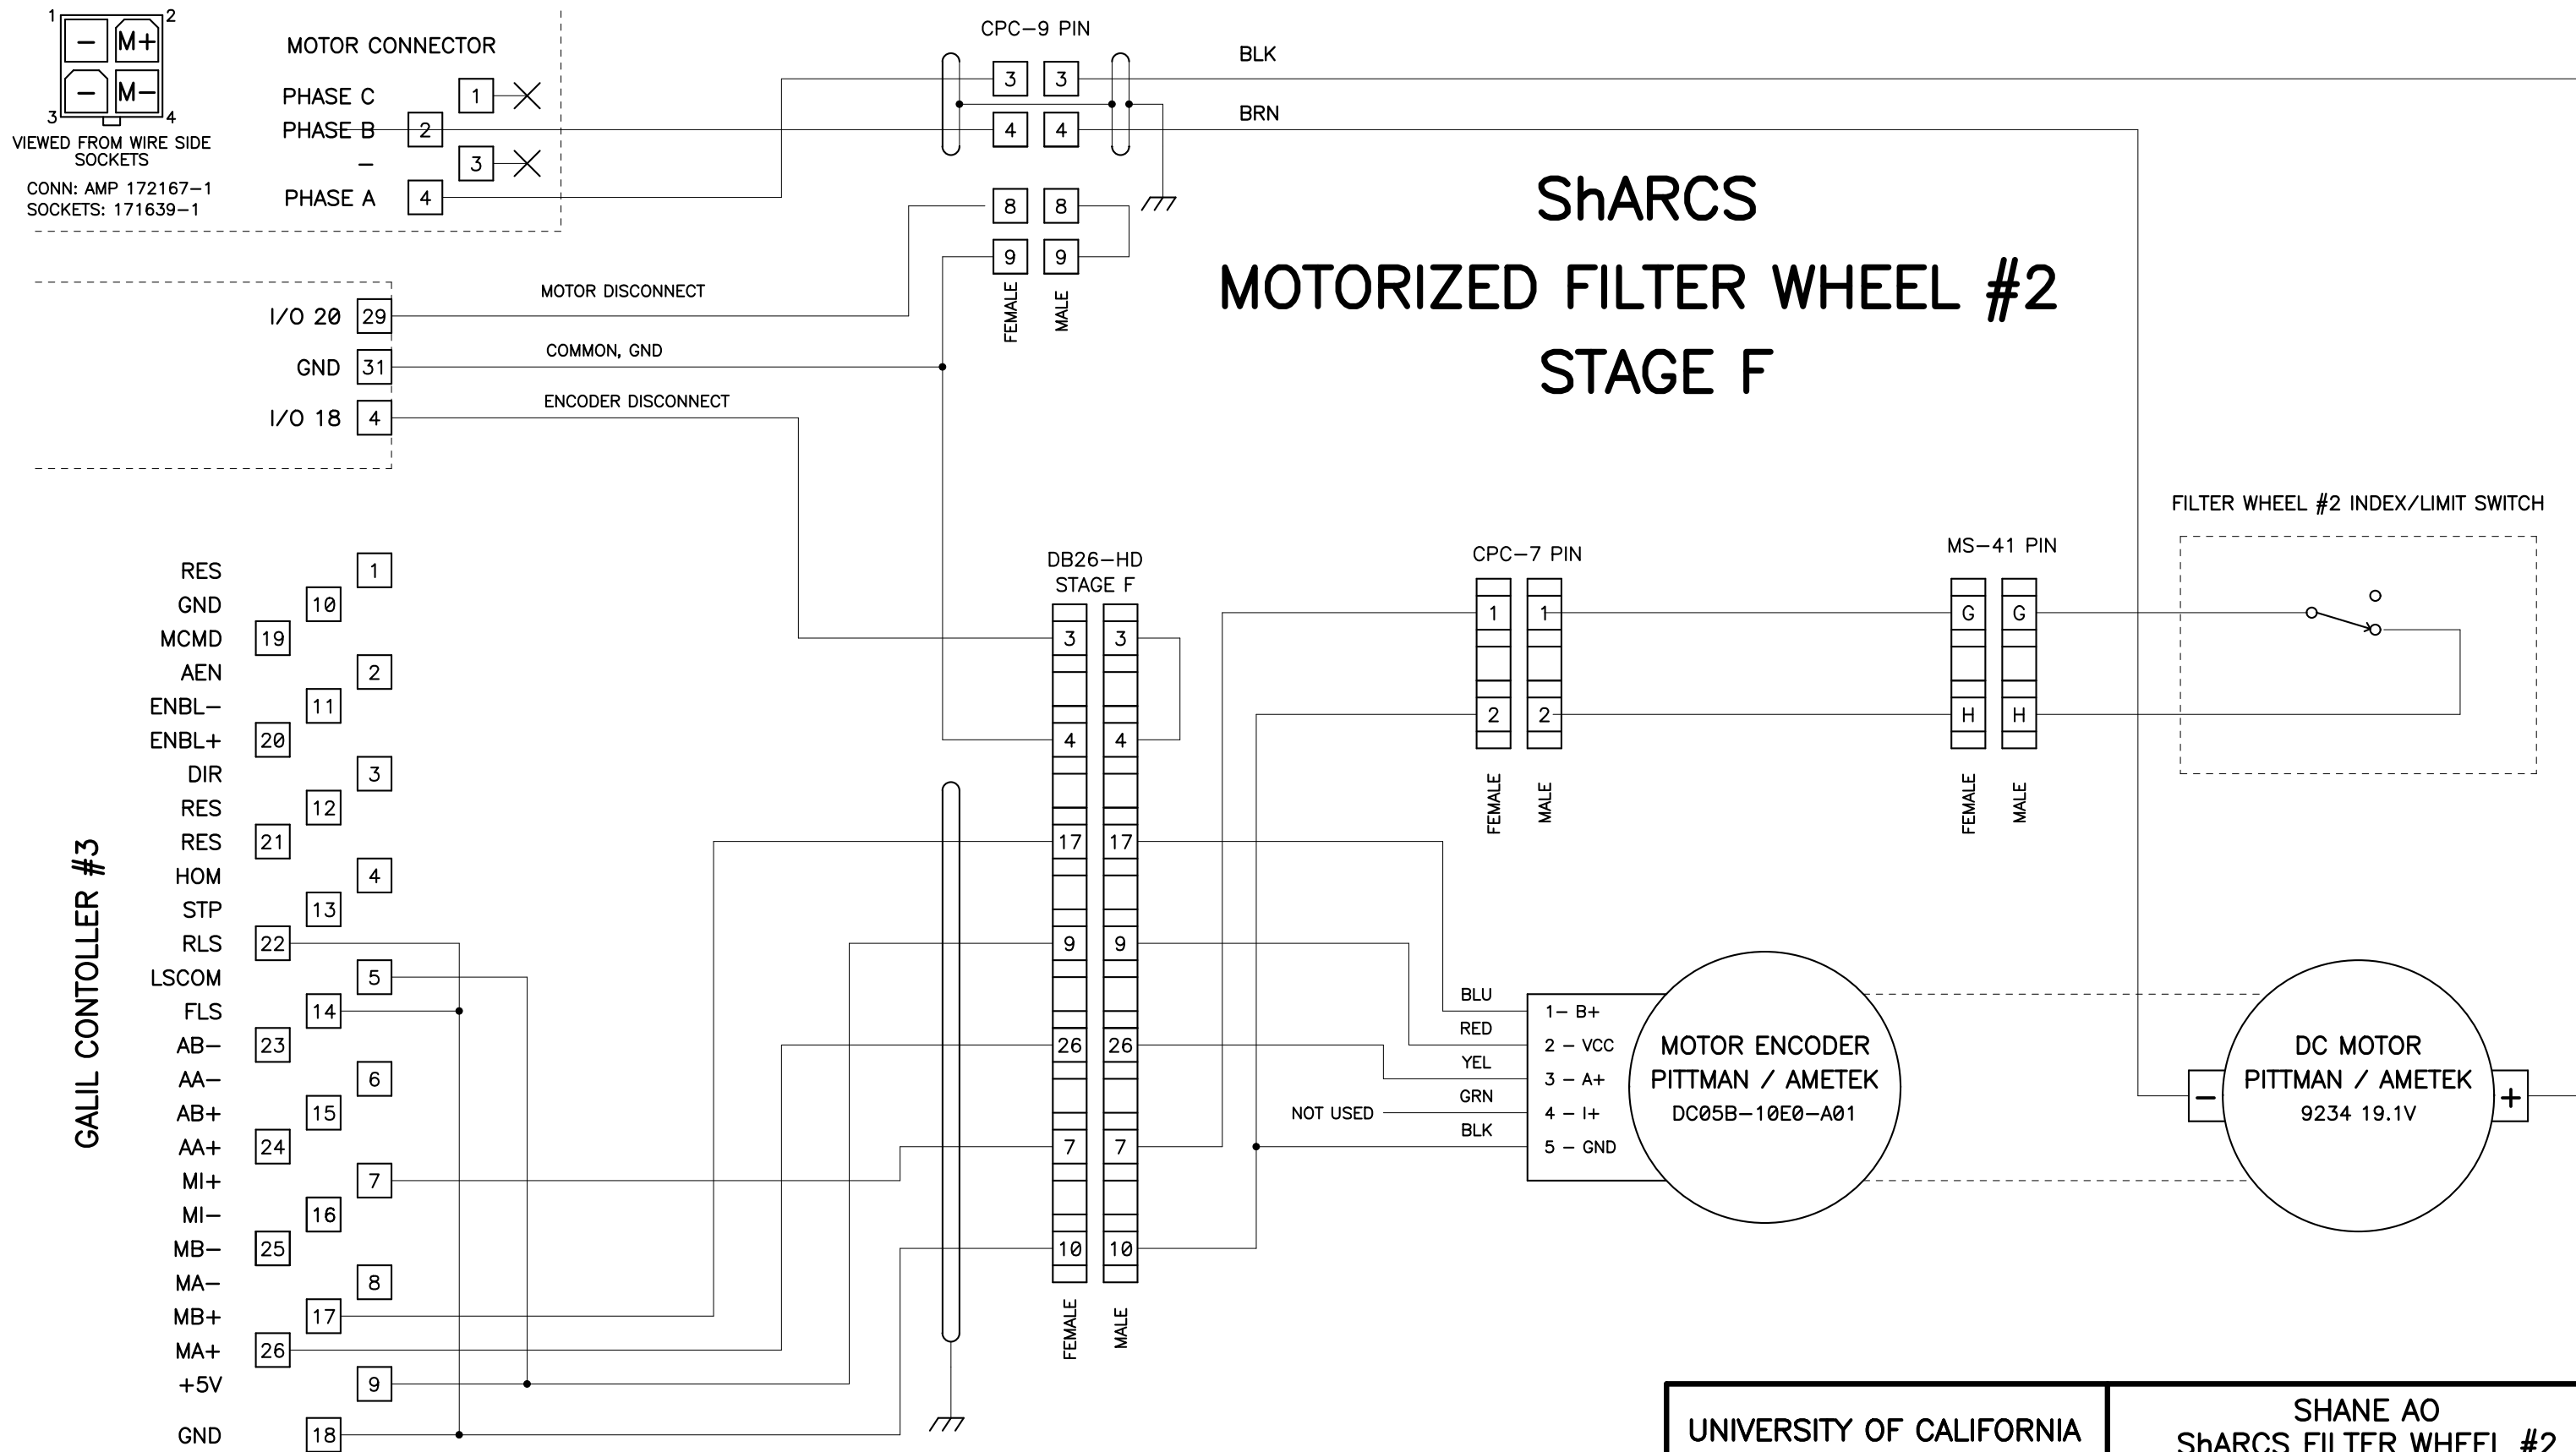 1 2
- M+
- M-
3 4
VIEWED FROM WIRE SIDE
SOCKETS
CONN: AMP 172167-1
SOCKETS: 171639-1
MOTOR CONNECTOR
PHASE C 1
PHASE B 2
- 3
PHASE A 4
CPC-9 PIN
3 3
4 4
8 8
9 9
FEMALE MALE
BLK
BRN
ShARCS
MOTORIZED FILTER WHEEL #2
STAGE F
I/O 20 29 MOTOR DISCONNECT
GND 31 COMMON, GND
I/O 18 4 ENCODER DISCONNECT
GALIL CONTOLLER #3
RES 1
GND 10
MCMD 19
AEN 2
ENBL- 11
ENBL+ 20
DIR 3
RES 12
RES 21
HOM 4
STP 13
RLS 22
LSCOM 5
FLS 14
AB- 23
AA- 6
AB+ 15
AA+ 24
MI+ 7
MI- 16
MB- 25
MA- 8
MB+ 17
MA+ 26
+5V 9
GND 18
DB26-HD
STAGE F
3 3
4 4
17 17
9 9
26 26
7 7
10 10
FEMALE MALE
CPC-7 PIN
1 1
2 2
FEMALE MALE
MS-41 PIN
G G
H H
FEMALE MALE
FILTER WHEEL #2 INDEX/LIMIT SWITCH
BLU 1- B+
RED 2 - VCC
YEL 3 - A+
NOT USED GRN 4 - I+
BLK 5 - GND
MOTOR ENCODER
PITTMAN / AMETEK
DC05B-10E0-A01
- +
DC MOTOR
PITTMAN / AMETEK
9234 19.1V
UNIVERSITY OF CALIFORNIA
SHANE AO
ShARCS FILTER WHEEL #2